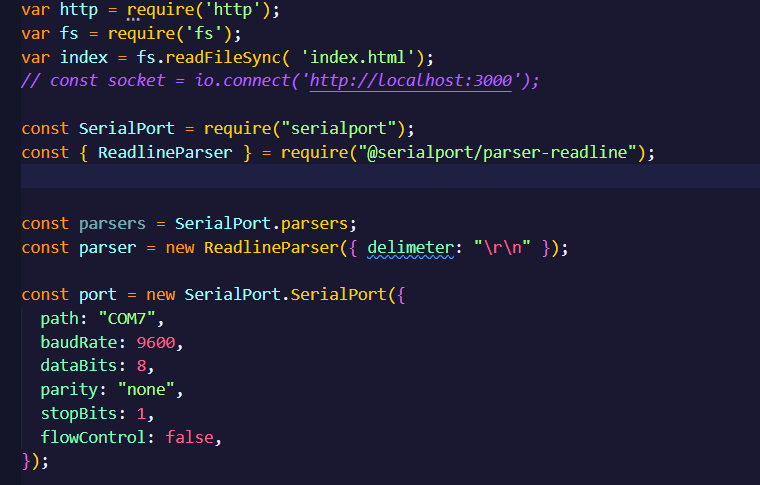 var http = require('http');
var fs = require('fs');
var index = fs.readFileSync( 'index.html');
// const socket = io.connect('http://localhost:3000');
const SerialPort = require("serialport");
const { ReadlineParser } = require("@serialport/parser-readline");
const parsers = SerialPort.parsers;
const parser = new ReadlineParser({ delimeter: "\r\n" });
const port = new SerialPort.SerialPort({
  path: "COM7",
  baudRate: 9600,
  dataBits: 8,
  parity: "none",
  stopBits: 1,
  flowControl: false,
});